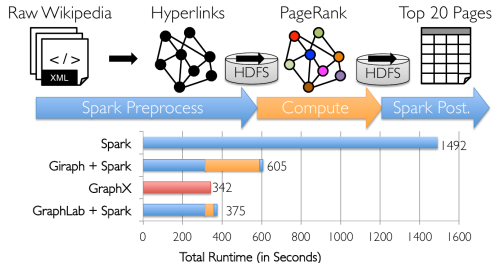 Raw Wikipedia Hyperlinks PageRank Top 20 Pages
</>
XML
HDFS HDFS
Spark Preprocess Compute Spark Post.
Spark 1492
Giraph + Spark 605
GraphX 342
GraphLab + Spark 375
0 200 400 600 800 1000 1200 1400 1600
Total Runtime (in Seconds)